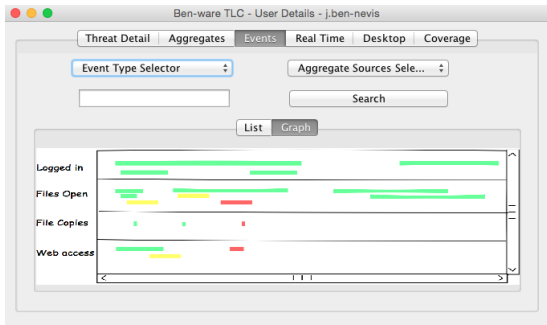 Ben-ware TLC - User Details - j.ben-nevis
Threat Detail Aggregates Events Real Time Desktop Coverage
Event Type Selector Aggregate Sources Sele...
Search
List Graph
Logged in
Files Open
File Copies
Web access